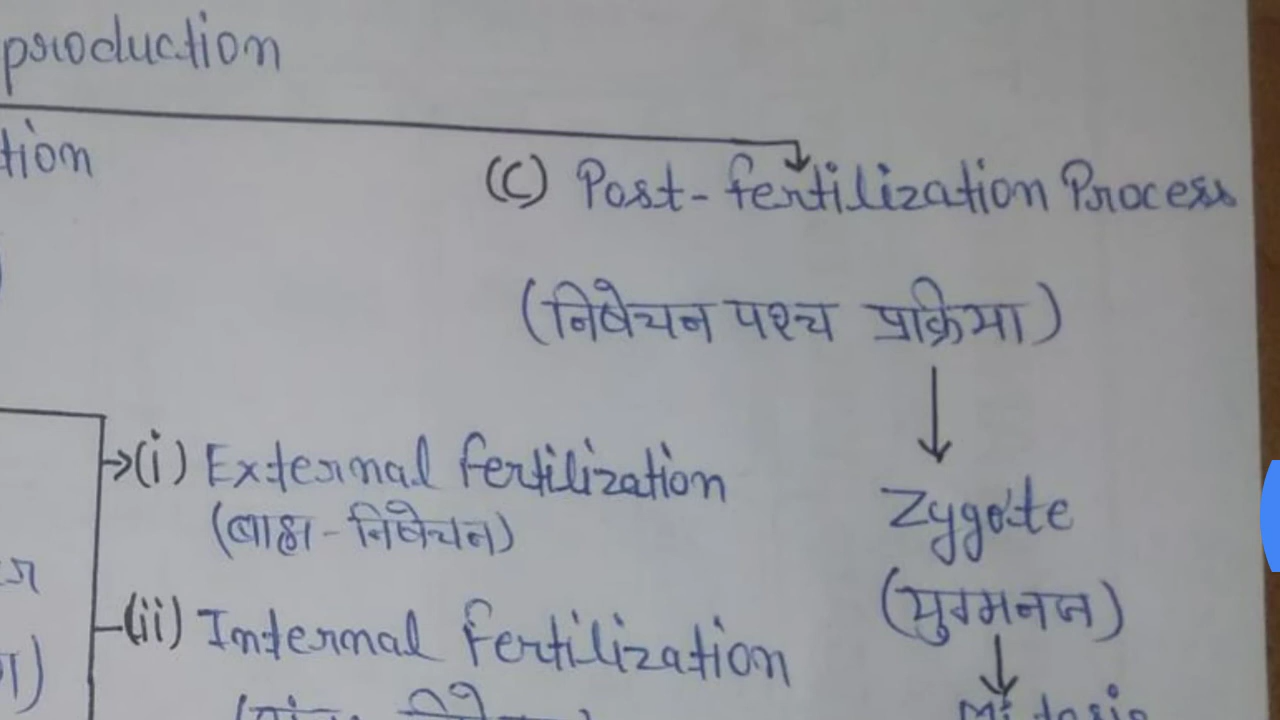 production
tion
(C) Post-fertilization Process
(निषेचन पश्च प्रक्रिया)
→(i) External fertilization
(बाह्य-निषेचन)
(ii) Internal fertilization
Zygote
(युग्मनज)